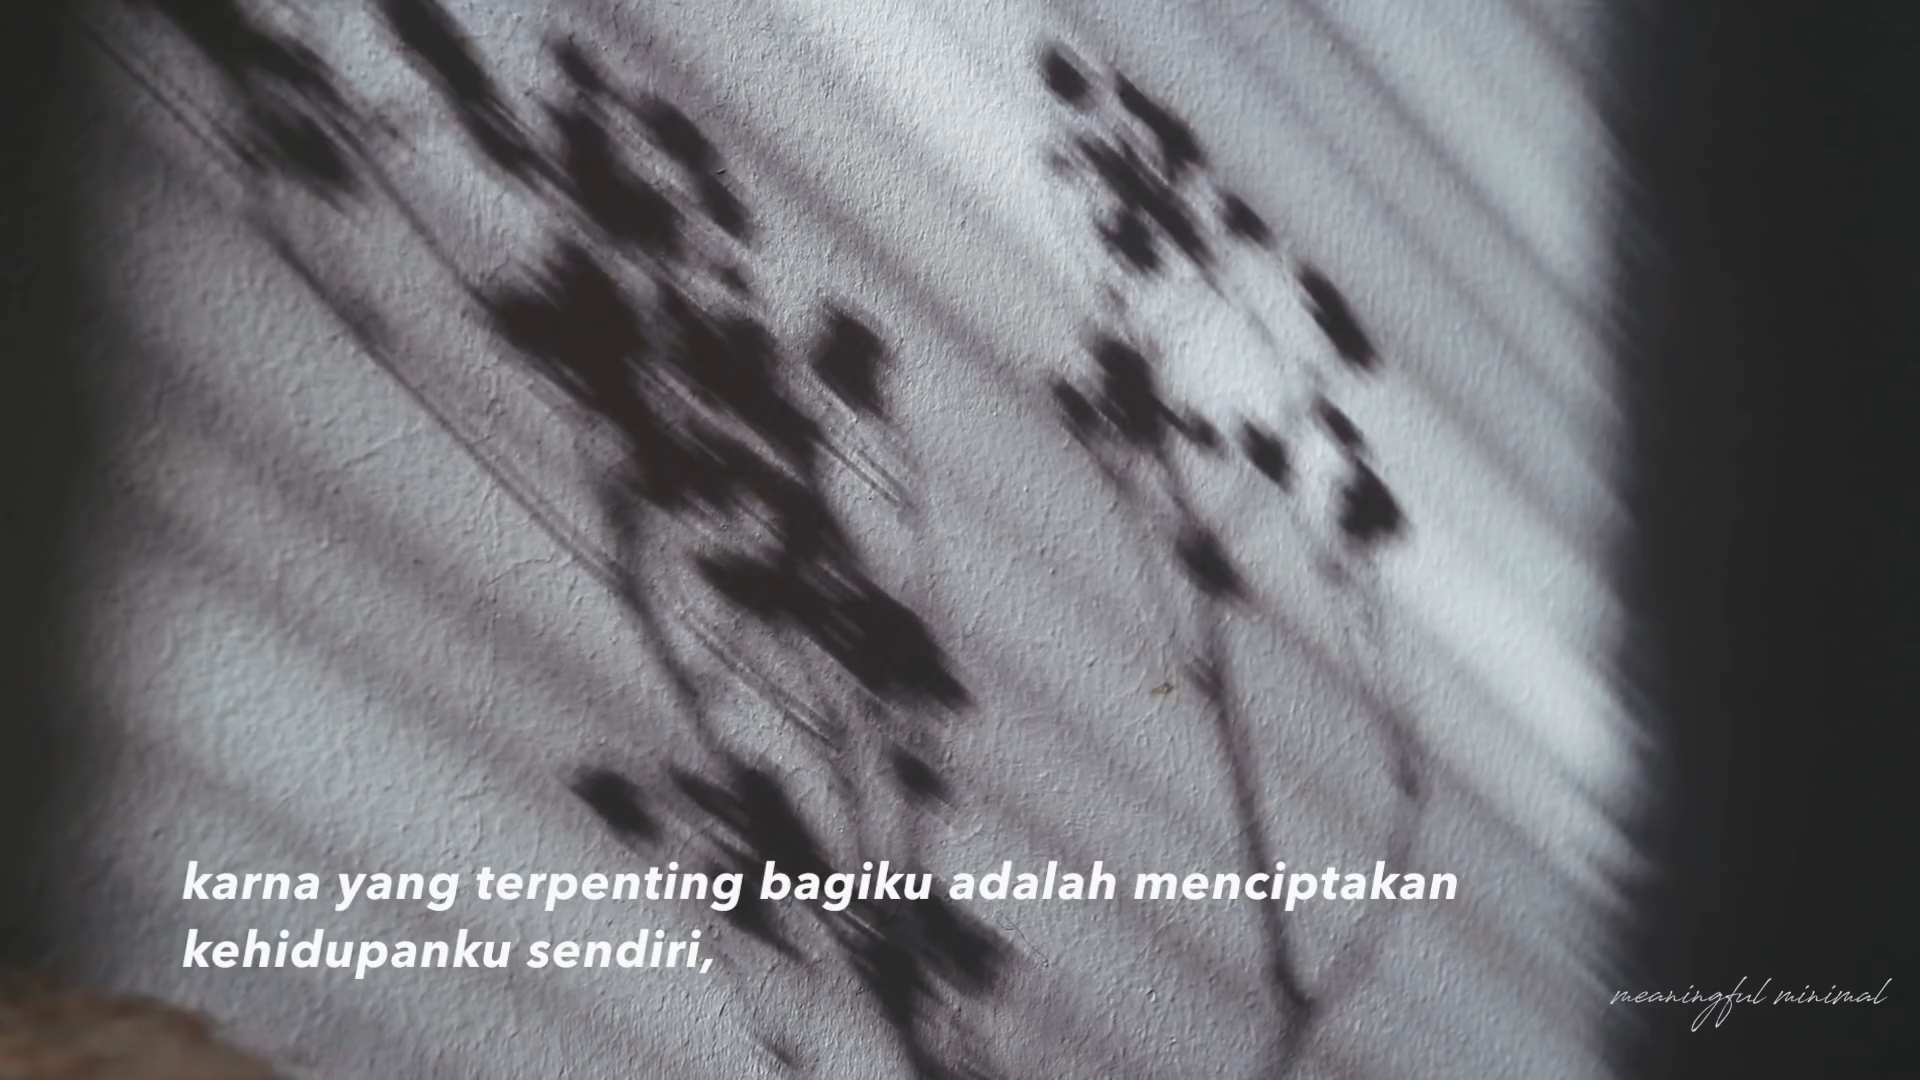 karna yang terpenting bagiku adalah menciptakan
kehidupanku sendiri,
meaningful minimal